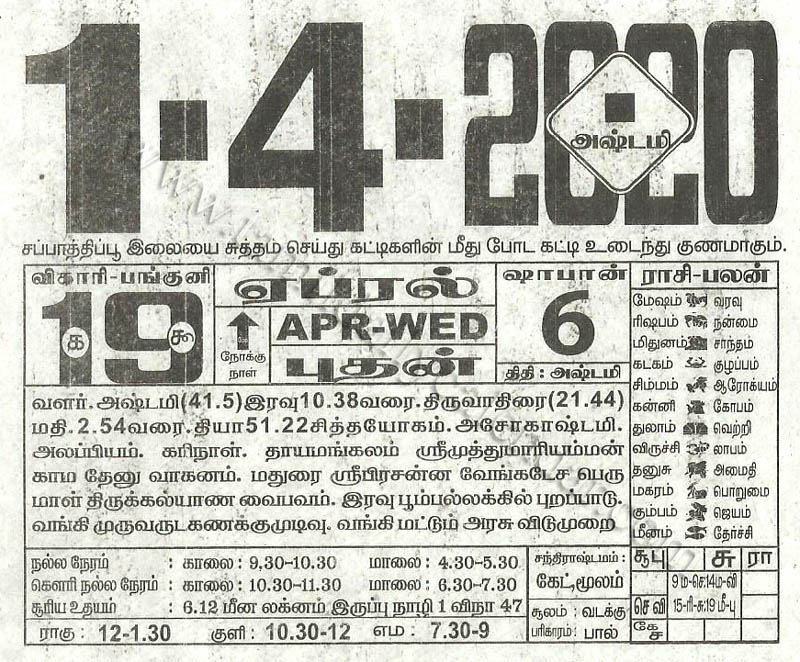 1-4-2020
அஷ்டமி
சப்பாத்திப்பூ இலையை சுத்தம் செய்து கட்டிகளின் மீது போட கட்டி உடைந்து குணமாகும்.
விகாரி-பங்குனி
19
க ௯
ஏப்ரல்
மேல்
நோக்கு
நாள்
APR-WED
புதன்
ஷாபான்
6
திதி : அஷ்டமி
ராசி-பலன்
மேஷம் வரவு
ரிஷபம் நன்மை
மிதுனம் சாந்தம்
கடகம் குழப்பம்
சிம்மம் ஆரோக்யம்
கன்னி கோபம்
துலாம் வெற்றி
விருச்சி லாபம்
தனுசு அமைதி
மகரம் பொறுமை
கும்பம் ஜெயம்
மீனம் தேர்ச்சி
வளர். அஷ்டமி(41.5)இரவு10.38வரை. திருவாதிரை(21.44)
மதி.2.54வரை.தியா51.22சித்தயோகம். அசோகாஷ்டமி.
அலப்பியம். கரிநாள். தாயமங்கலம் ஸ்ரீமுத்துமாரியம்மன்
காம தேனு வாகனம். மதுரை ஸ்ரீபிரசன்ன வேங்கடேச பெரு
மாள் திருக்கல்யாண வைபவம். இரவு பூம்பல்லக்கில் புறப்பாடு.
வங்கி முருவருடகணக்குமுடிவு. வங்கி மட்டும் அரசு விடுமுறை
நல்ல நேரம் : காலை: 9.30-10.30 மாலை: 4.30-5.30
கௌரி நல்ல நேரம் : காலை: 10.30-11.30 மாலை: 6.30-7.30
சூரிய உதயம் : 6.12 மீன லக்னம் இருப்பு நாழி 1 விநா 47
ராகு: 12-1.30 குளி: 10.30-12 எம: 7.30-9
சந்திராஷ்டமம் :
கேட்,மூலம்
சூலம் : வடக்கு
பரிகாரம் : பால்
சூ பு சு ரா
9 ம-செ:14ம-வி
செ வி 15-ரி-சு:19 மீ-பு
கே
ச